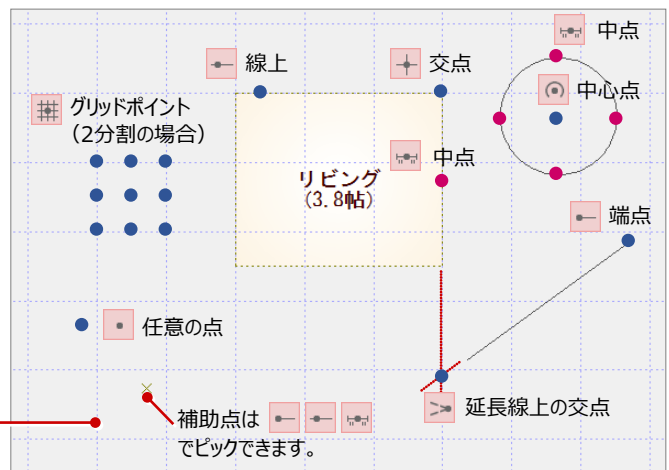 中点
線上
交点
中心点
グリッドポイント
（2分割の場合）
中点
リビング
(3.8帖)
端点
任意の点
延長線上の交点
補助点は
でピックできます。